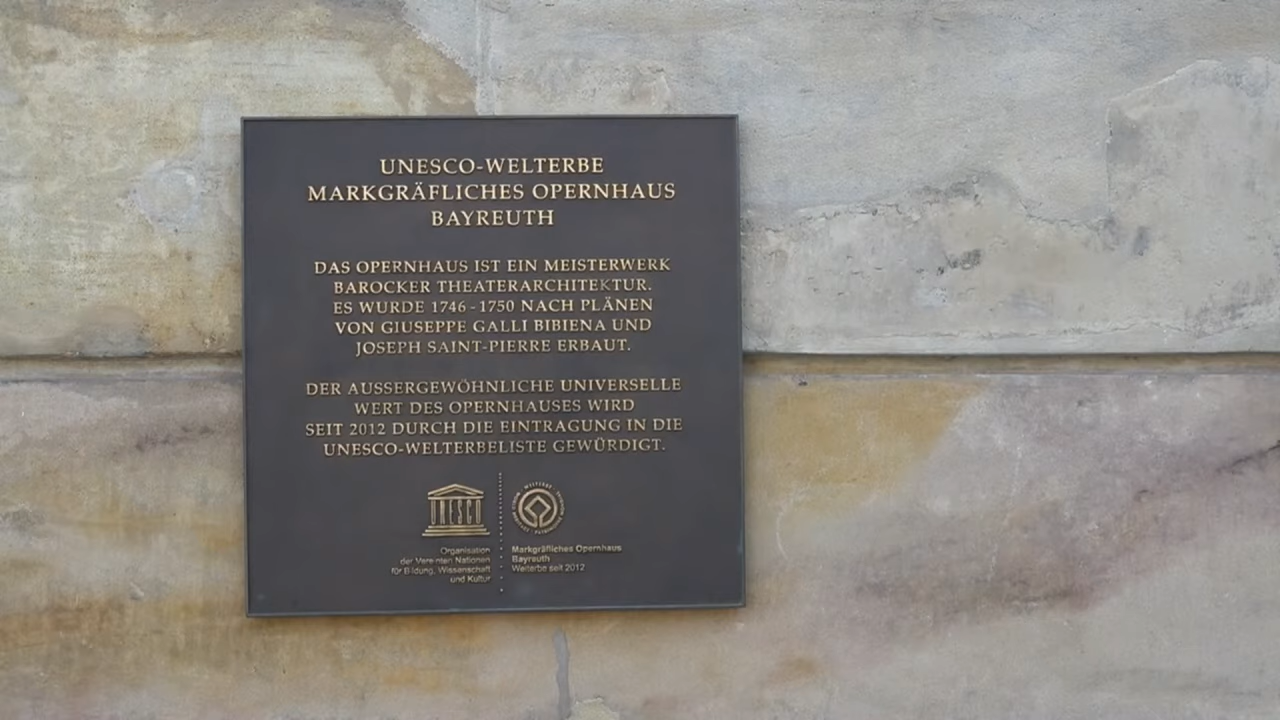 UNESCO-WELTERBE
MARKGRÄFLICHES OPERNHAUS
BAYREUTH
DAS OPERNHAUS IST EIN MEISTERWERK
BAROCKER THEATERARCHITEKTUR.
ES WURDE 1746-1750 NACH PLÄNEN
VON GIUSEPPE GALLI BIBIENA UND
JOSEPH SAINT-PIERRE ERBAUT.
DER AUSSERGEWÖHNLICHE UNIVERSELLE
WERT DES OPERNHAUSES WIRD
SEIT 2012 DURCH DIE EINTRAGUNG IN DIE
UNESCO-WELTERBELISTE GEWÜRDIGT.
UNESCO
Organisation
der Vereinten Nationen
für Bildung, Wissenschaft
und Kultur
WELTERBE
Markgräfliches Opernhaus
Bayreuth
Welterbe seit 2012